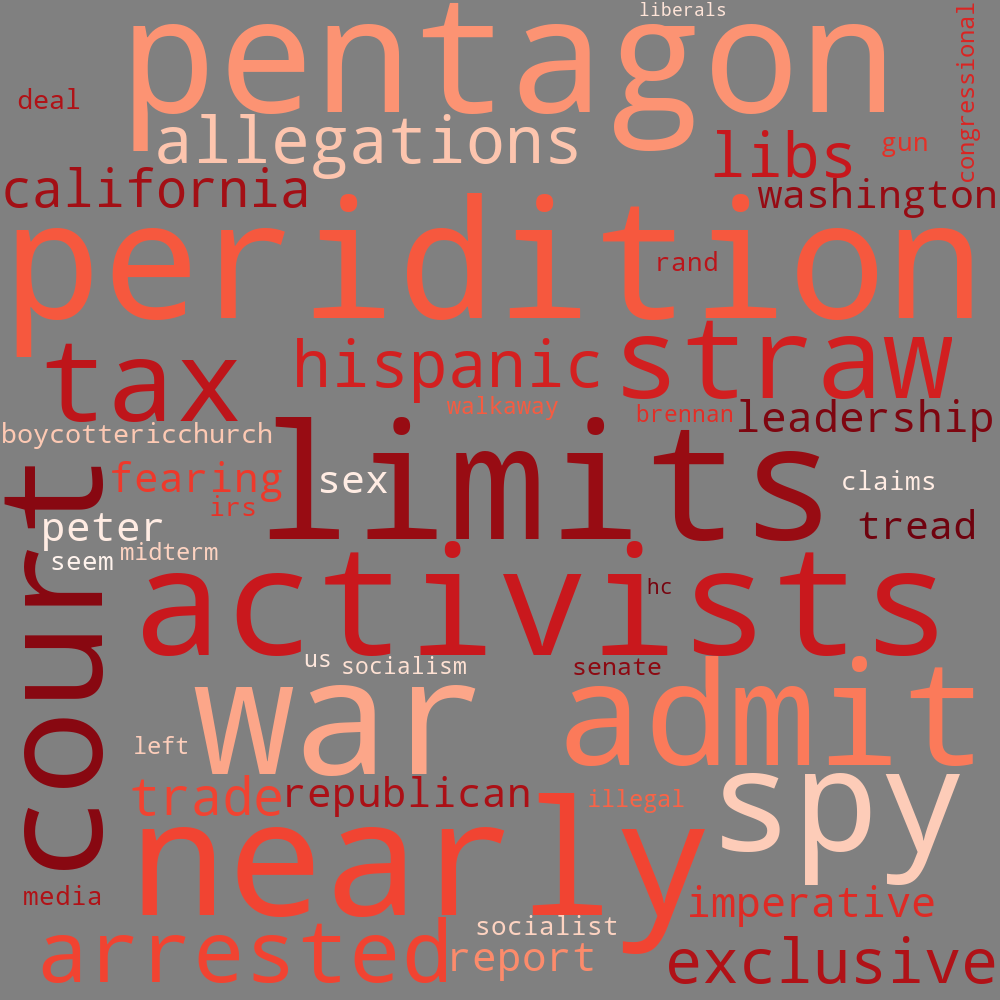 liberals
pentagon
congressional
deal
allegations
libs
gun
california
washington
peridition
rand
tax
hispanic
straw
walkaway
brennan
leadership
boycottericchurch
limits
fearing
sex
claims
irs
court
peter
tread
seem
midterm
activists
hc
us
socialism
senate
war
admit
left
spy
trade
republican
illegal
nearly
media
imperative
socialist
arrested
report
exclusive